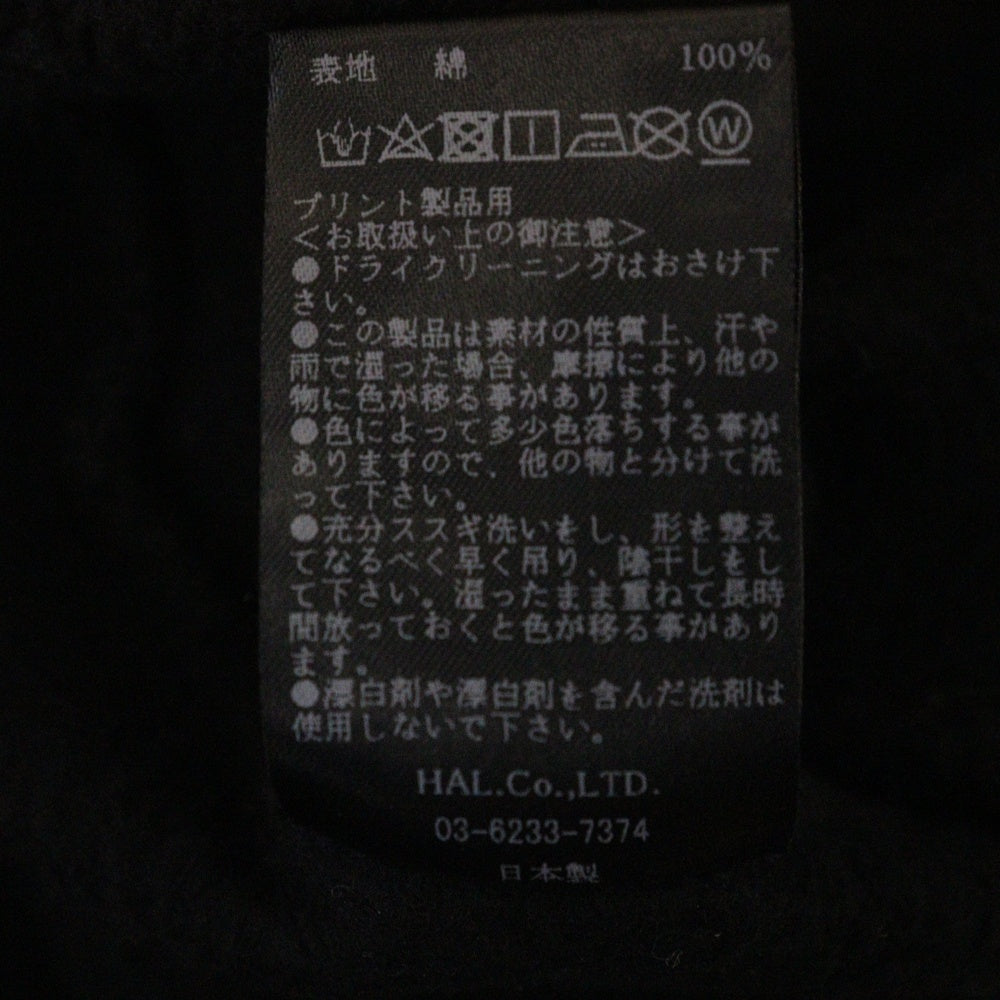 表地 綿 100%
プリント製品用
＜お取扱い上の御注意＞
●ドライクリーニングはおさけ下
さい。
●この製品は素材の性質上、汗や
雨で湿った場合、摩擦により他の
物に色が移る事があります。
●色によって多少色落ちする事が
ありますので、他の物と分けて洗
って下さい。
●充分ススギ洗いをし、形を整え
てなるべく早く吊り、陰干しをし
て下さい。湿ったまま重ねて長時
間放っておくと色が移る事があり
ます。
●漂白剤や漂白剤を含んだ洗剤は
使用しないで下さい。
HAL.Co.,LTD.
03-6233-7374
日本製